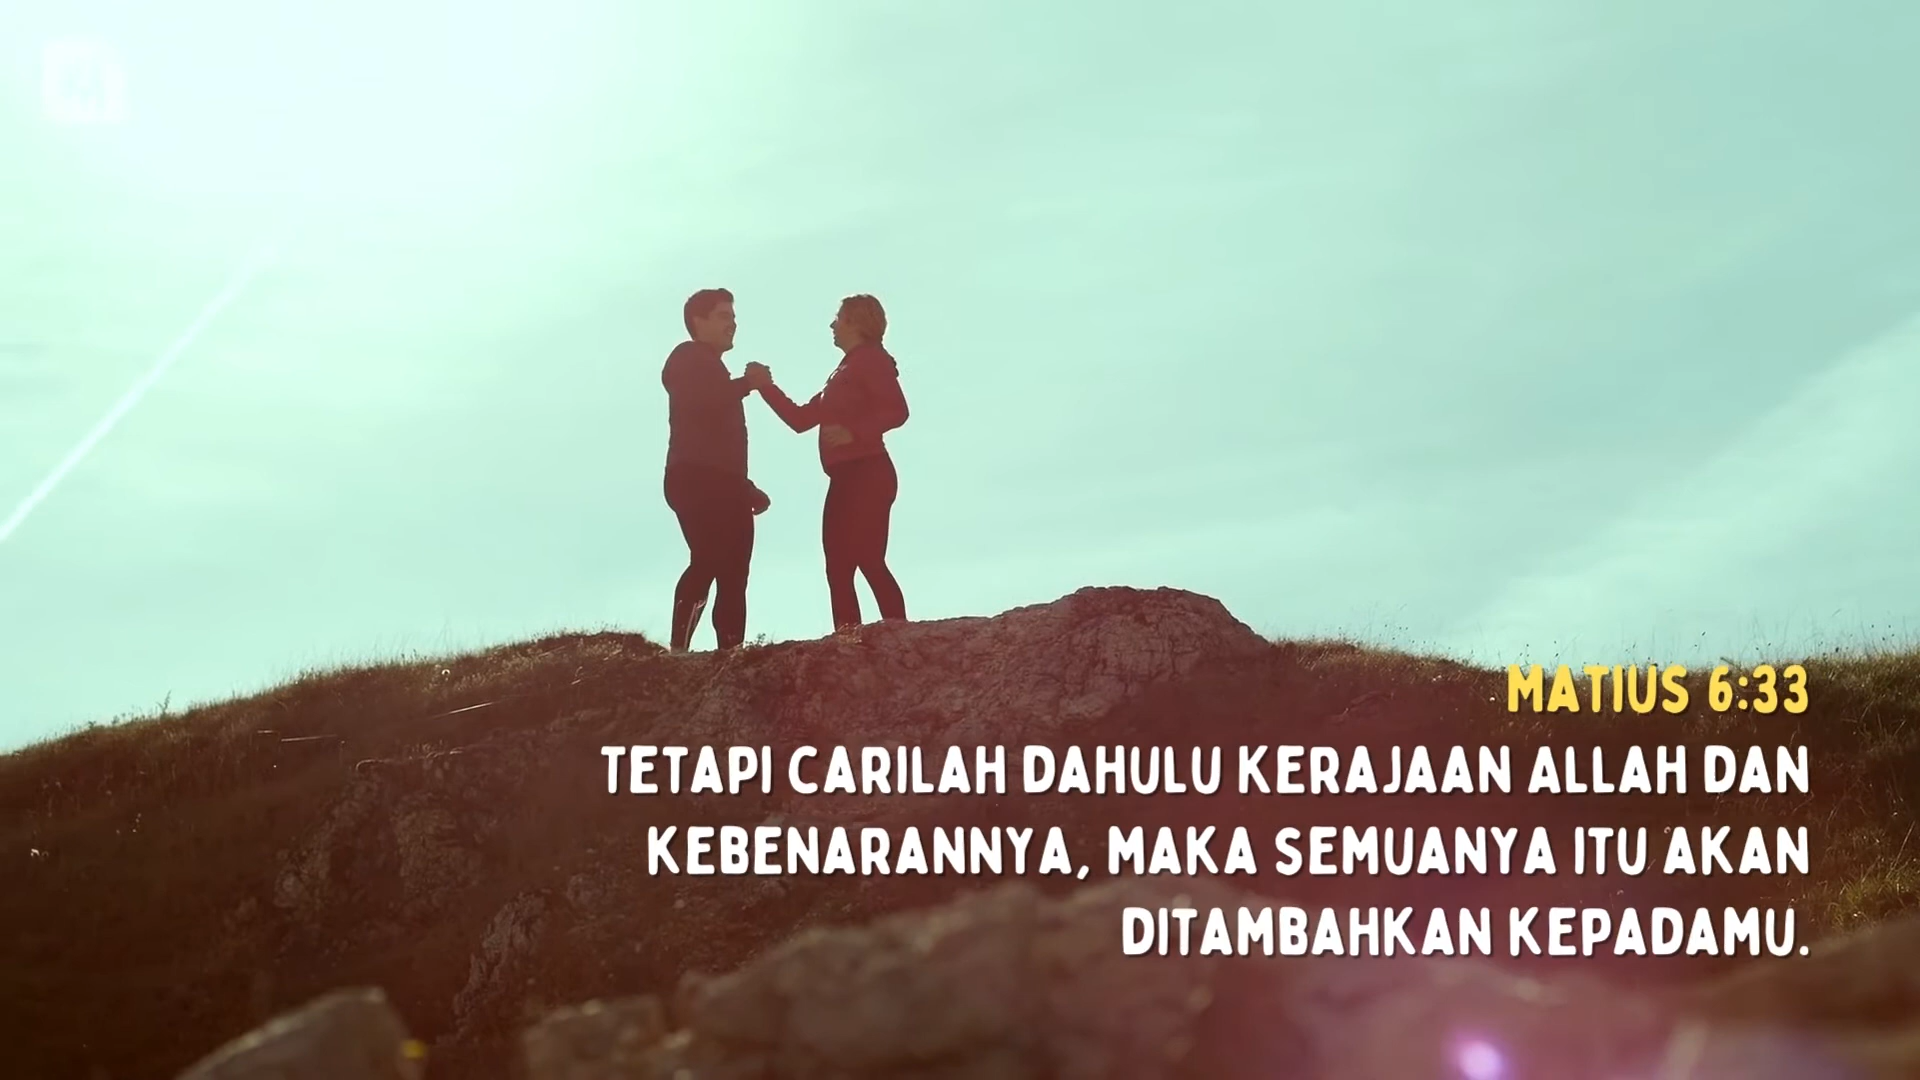 MATIUS 6:33
TETAPI CARILAH DAHULU KERAJAAN ALLAH DAN
KEBENARANNYA, MAKA SEMUANYA ITU AKAN
DITAMBAHKAN KEPADAMU.